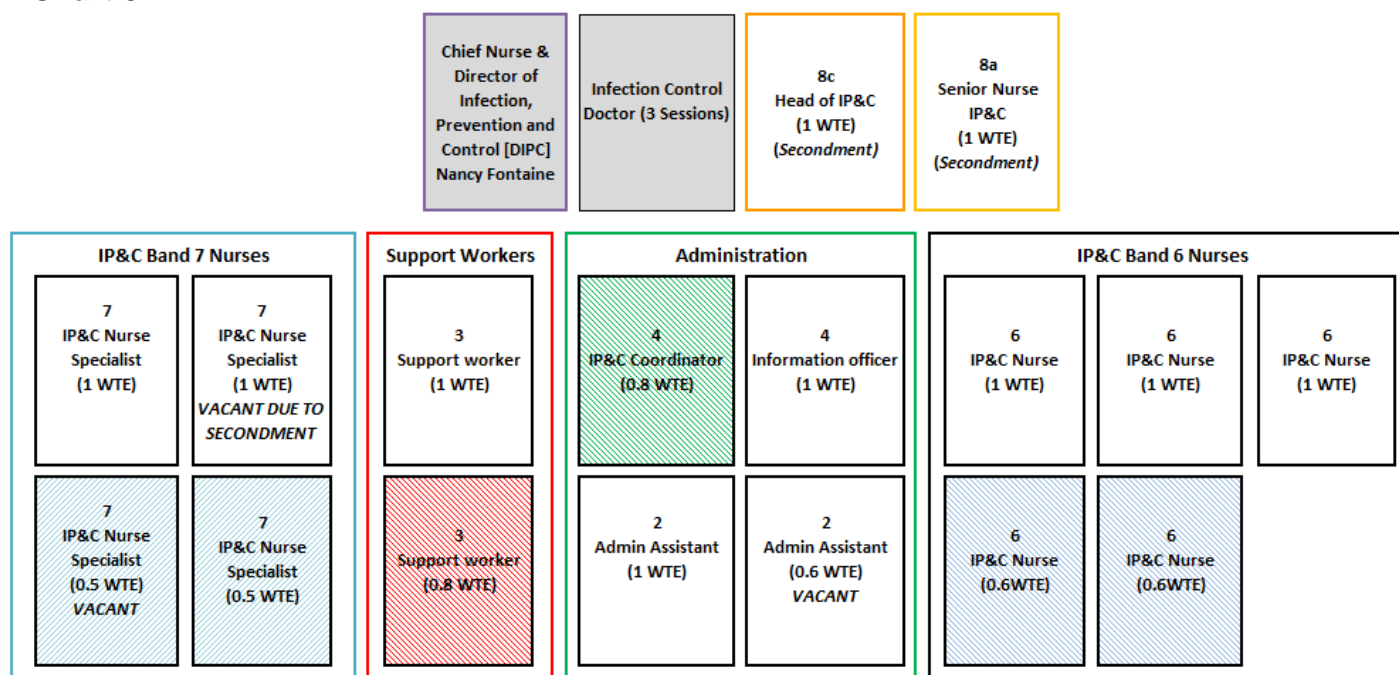 Chief Nurse &
Director of
Infection,
Prevention and
Control [DIPC]
Nancy Fontaine
Infection Control
Doctor (3 Sessions)
8c
Head of IP&C
(1 WTE)
(Secondment)
8a
Senior Nurse
IP&C
(1 WTE)
(Secondment)
IP&C Band 7 Nurses
7
IP&C Nurse
Specialist
(1 WTE)
7
IP&C Nurse
Specialist
(1 WTE)
VACANT DUE TO
SECONDMENT
7
IP&C Nurse
Specialist
(0.5 WTE)
VACANT
7
IP&C Nurse
Specialist
(0.5 WTE)
Support Workers
3
Support worker
(1 WTE)
3
Support worker
(0.8 WTE)
Administration
4
IP&C Coordinator
(0.8 WTE)
4
Information officer
(1 WTE)
2
Admin Assistant
(1 WTE)
2
Admin Assistant
(0.6 WTE)
VACANT
IP&C Band 6 Nurses
6
IP&C Nurse
(1 WTE)
6
IP&C Nurse
(1 WTE)
6
IP&C Nurse
(1 WTE)
6
IP&C Nurse
(0.6WTE)
6
IP&C Nurse
(0.6WTE)